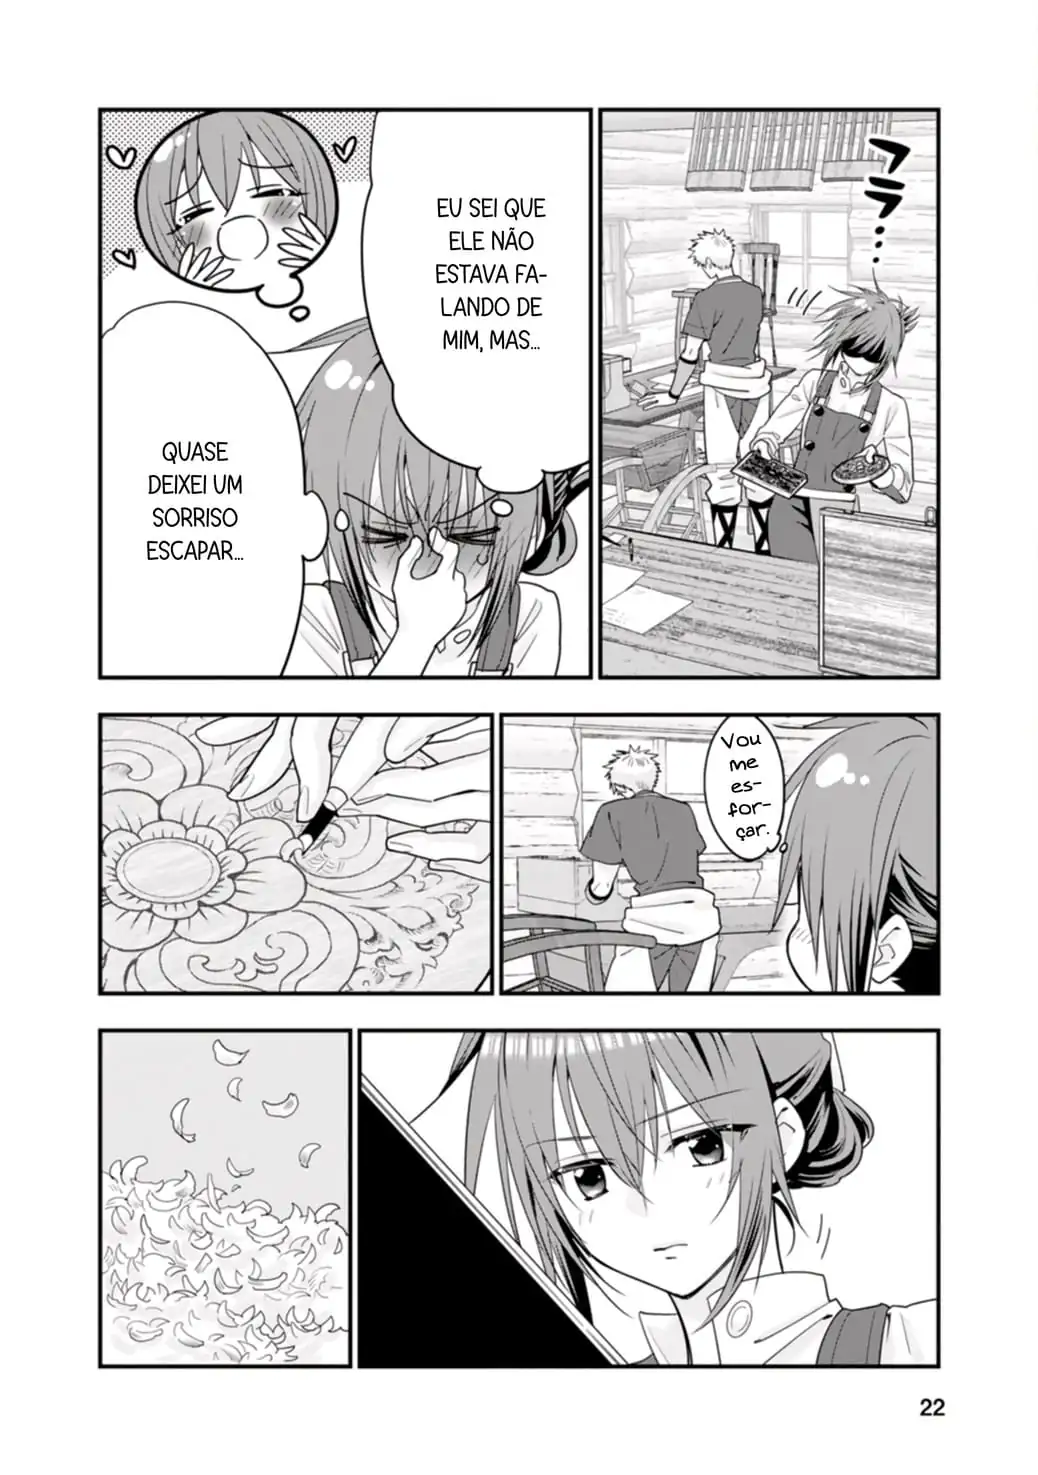 フラ…
EU SEI QUE
ELE NÃO
ESTAVA FA-
LANDO DE
MIM, MAS...
QUASE
DEIXEI UM
SORRISO
ESCAPAR...
Vou
me
es-
for-
çar.
22